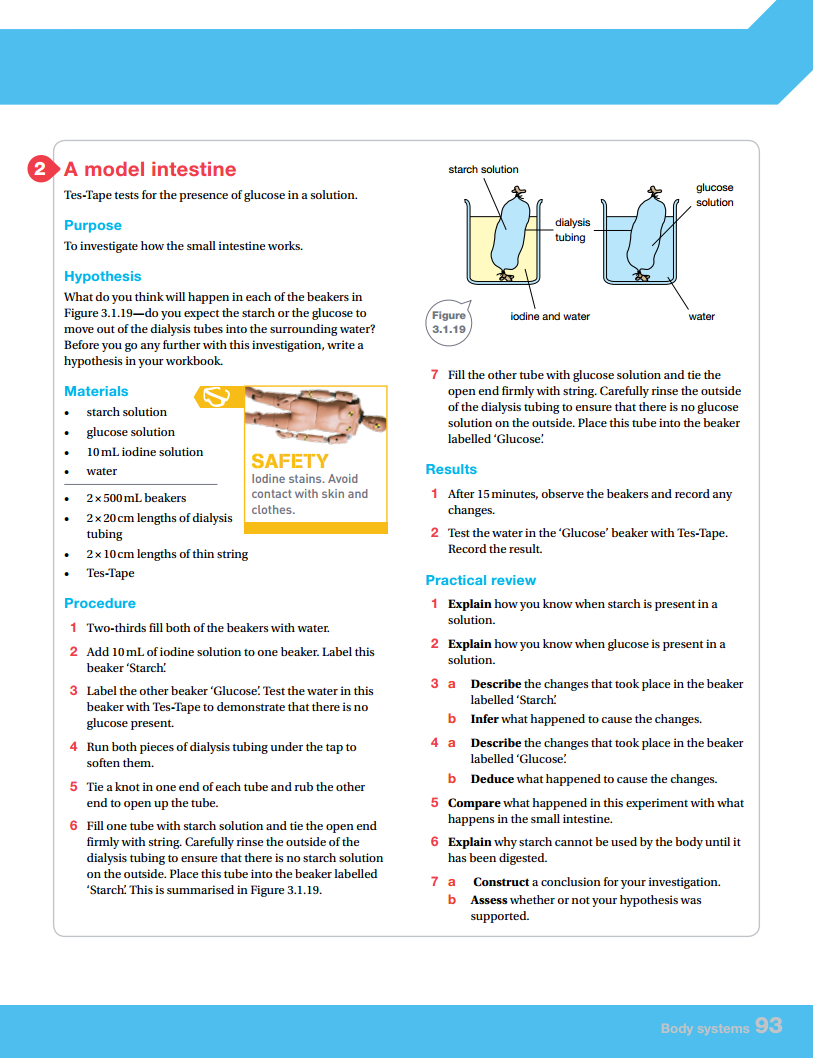 2 A model intestine
Tes-Tape tests for the presence of glucose in a solution.
Purpose
To investigate how the small intestine works.
Hypothesis
What do you think will happen in each of the beakers in
Figure 3.1.19—do you expect the starch or the glucose to
move out of the dialysis tubes into the surrounding water?
Before you go any further with this investigation, write a
hypothesis in your workbook.
Materials
• starch solution
• glucose solution
• 10 mL iodine solution
• water
• 2 × 500 mL beakers
• 2 × 20 cm lengths of dialysis
tubing
• 2 × 10 cm lengths of thin string
• Tes-Tape
SAFETY
Iodine stains. Avoid
contact with skin and
clothes.
Procedure
1 Two-thirds fill both of the beakers with water.
2 Add 10 mL of iodine solution to one beaker. Label this
beaker ‘Starch’.
3 Label the other beaker ‘Glucose’. Test the water in this
beaker with Tes-Tape to demonstrate that there is no
glucose present.
4 Run both pieces of dialysis tubing under the tap to
soften them.
5 Tie a knot in one end of each tube and rub the other
end to open up the tube.
6 Fill one tube with starch solution and tie the open end
firmly with string. Carefully rinse the outside of the
dialysis tubing to ensure that there is no starch solution
on the outside. Place this tube into the beaker labelled
‘Starch’. This is summarised in Figure 3.1.19.
starch solution
glucose
solution
dialysis
tubing
iodine and water
water
Figure
3.1.19
7 Fill the other tube with glucose solution and tie the
open end firmly with string. Carefully rinse the outside
of the dialysis tubing to ensure that there is no glucose
solution on the outside. Place this tube into the beaker
labelled ‘Glucose’.
Results
1 After 15 minutes, observe the beakers and record any
changes.
2 Test the water in the ‘Glucose’ beaker with Tes-Tape.
Record the result.
Practical review
1 Explain how you know when starch is present in a
solution.
2 Explain how you know when glucose is present in a
solution.
3 a Describe the changes that took place in the beaker
labelled ‘Starch’.
b Infer what happened to cause the changes.
4 a Describe the changes that took place in the beaker
labelled ‘Glucose’.
b Deduce what happened to cause the changes.
5 Compare what happened in this experiment with what
happens in the small intestine.
6 Explain why starch cannot be used by the body until it
has been digested.
7 a Construct a conclusion for your investigation.
b Assess whether or not your hypothesis was
supported.
Body systems 93